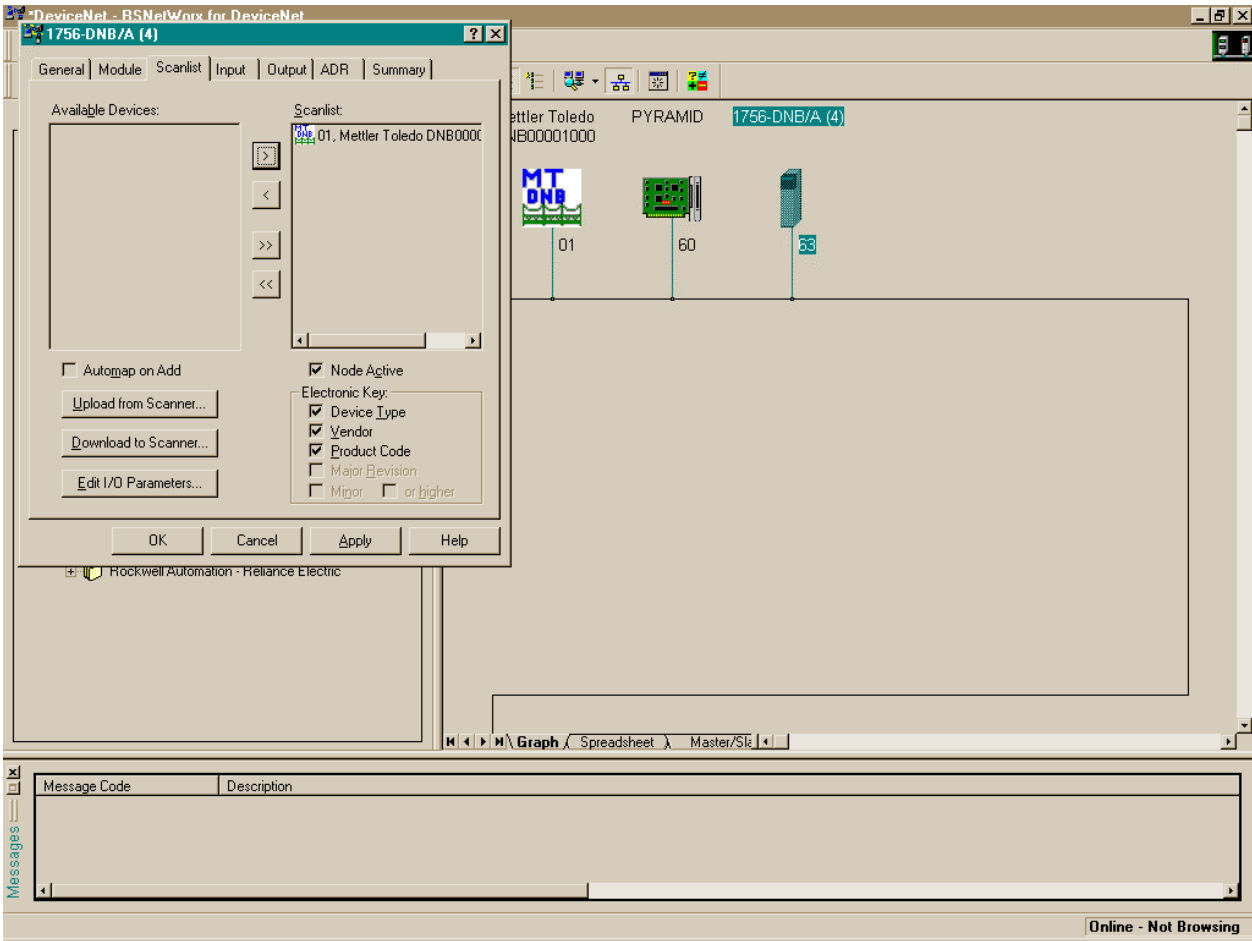 *DeviceNet - RSNetWorx for DeviceNet
1756-DNB/A (4)
General Module Scanlist Input Output ADR Summary
Available Devices:
Scanlist:
01, Mettler Toledo DNB0000
>
<
>>
<<
Automap on Add
Node Active
Upload from Scanner...
Download to Scanner...
Edit I/O Parameters...
Electronic Key:
Device Type
Vendor
Product Code
Major Revision
Minor or higher
OK Cancel Apply Help
Rockwell Automation - Reliance Electric
ettler Toledo PYRAMID 1756-DNB/A (4)
NB00001000
MT
DNB
01 60 63
Graph Spreadsheet Master/Sla
Message Code Description
Messages
Online - Not Browsing